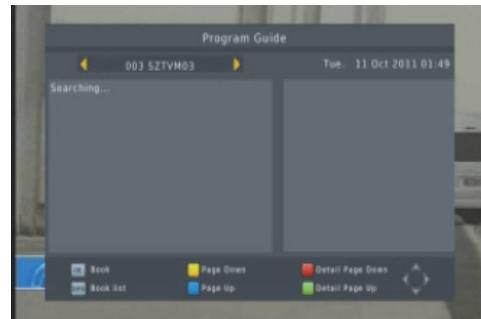 Program Guide
003 SZTVM03 Tue. 11 Oct 2011 01:49
Searching...
OK Book Page Down Detail Page Down
Book list Page Up Detail Page Up